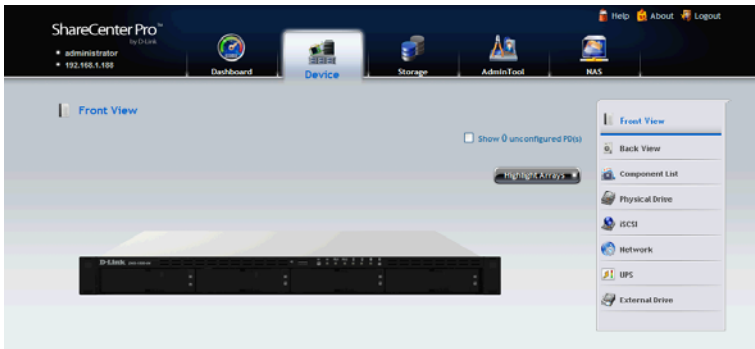 Help About Logout
ShareCenter Pro™
by D-Link
administrator
192.168.1.188
Dashboard Device Storage AdminTool NAS
Front View
Show 0 unconfigured PD(s)
Highlight Arrays
Front View
Back View
Component List
Physical Drive
iSCSI
Network
UPS
External Drive
D-Link